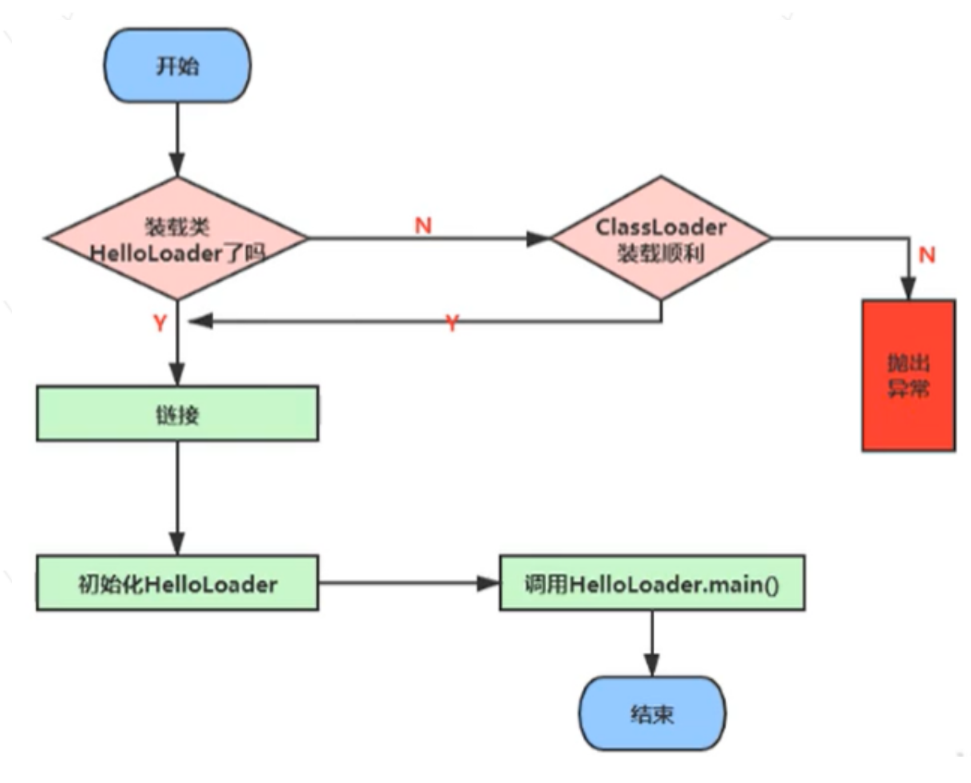 开始
装载类
HelloLoader了吗
N
ClassLoader
装载顺利
N
Y
Y
抛出
异常
链接
初始化HelloLoader
调用HelloLoader.main()
结束